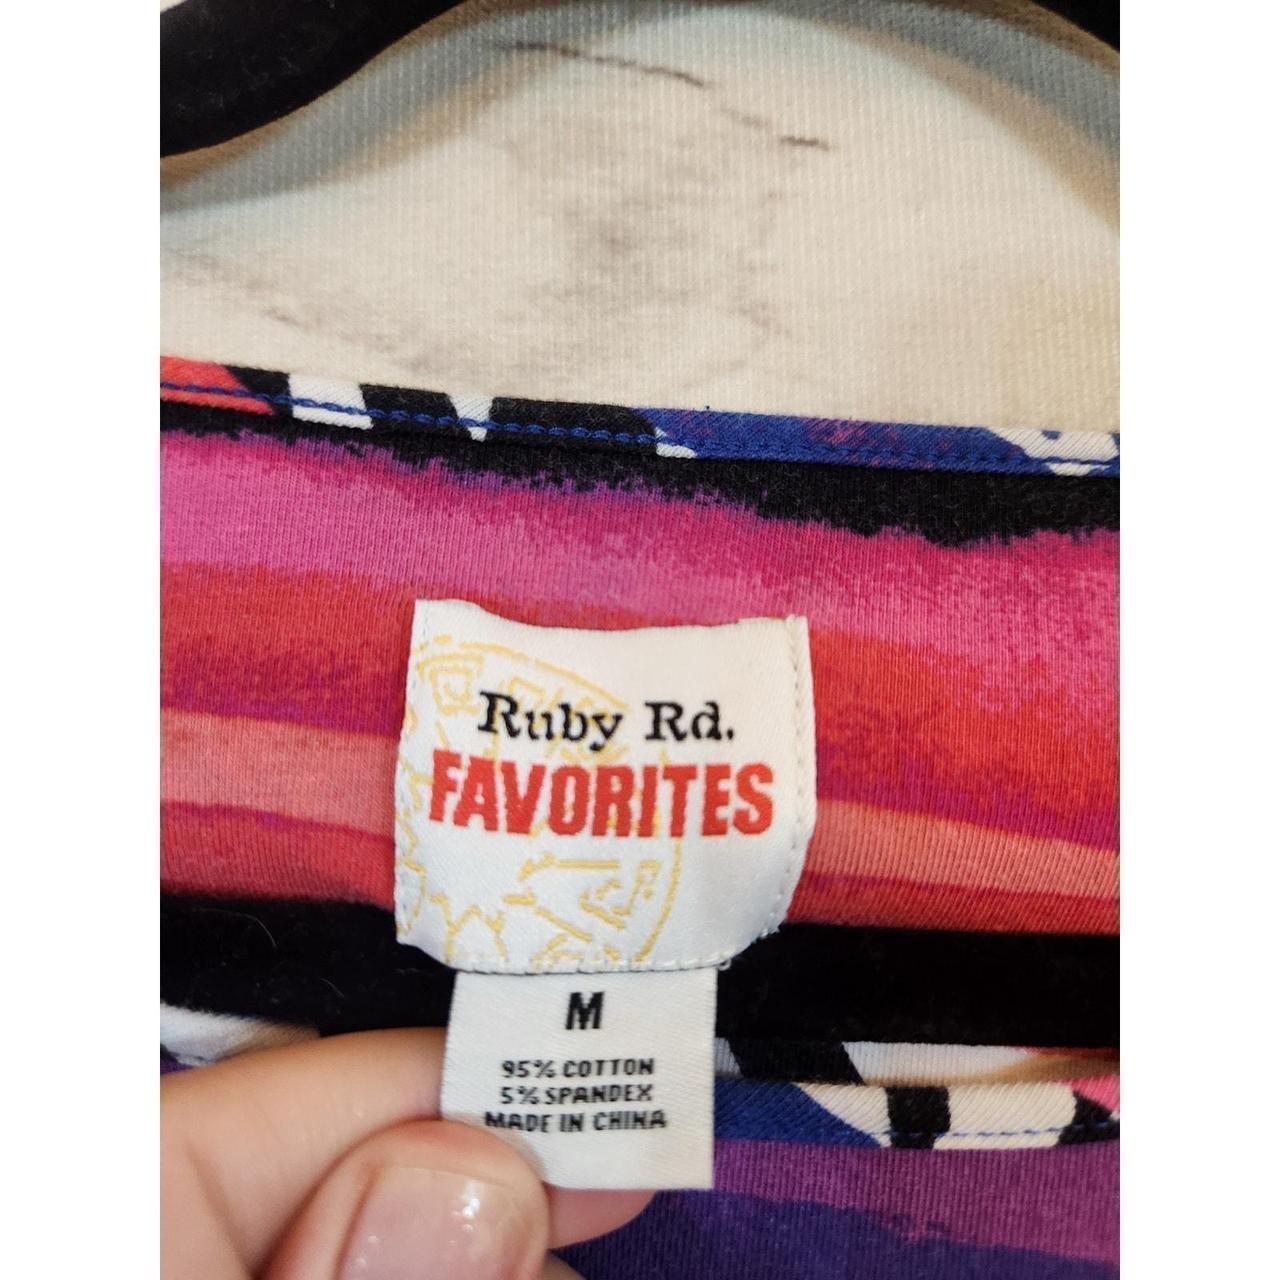 Ruby Rd.
FAVORITES
M
95% COTTON
5% SPANDEX
MADE IN CHINA